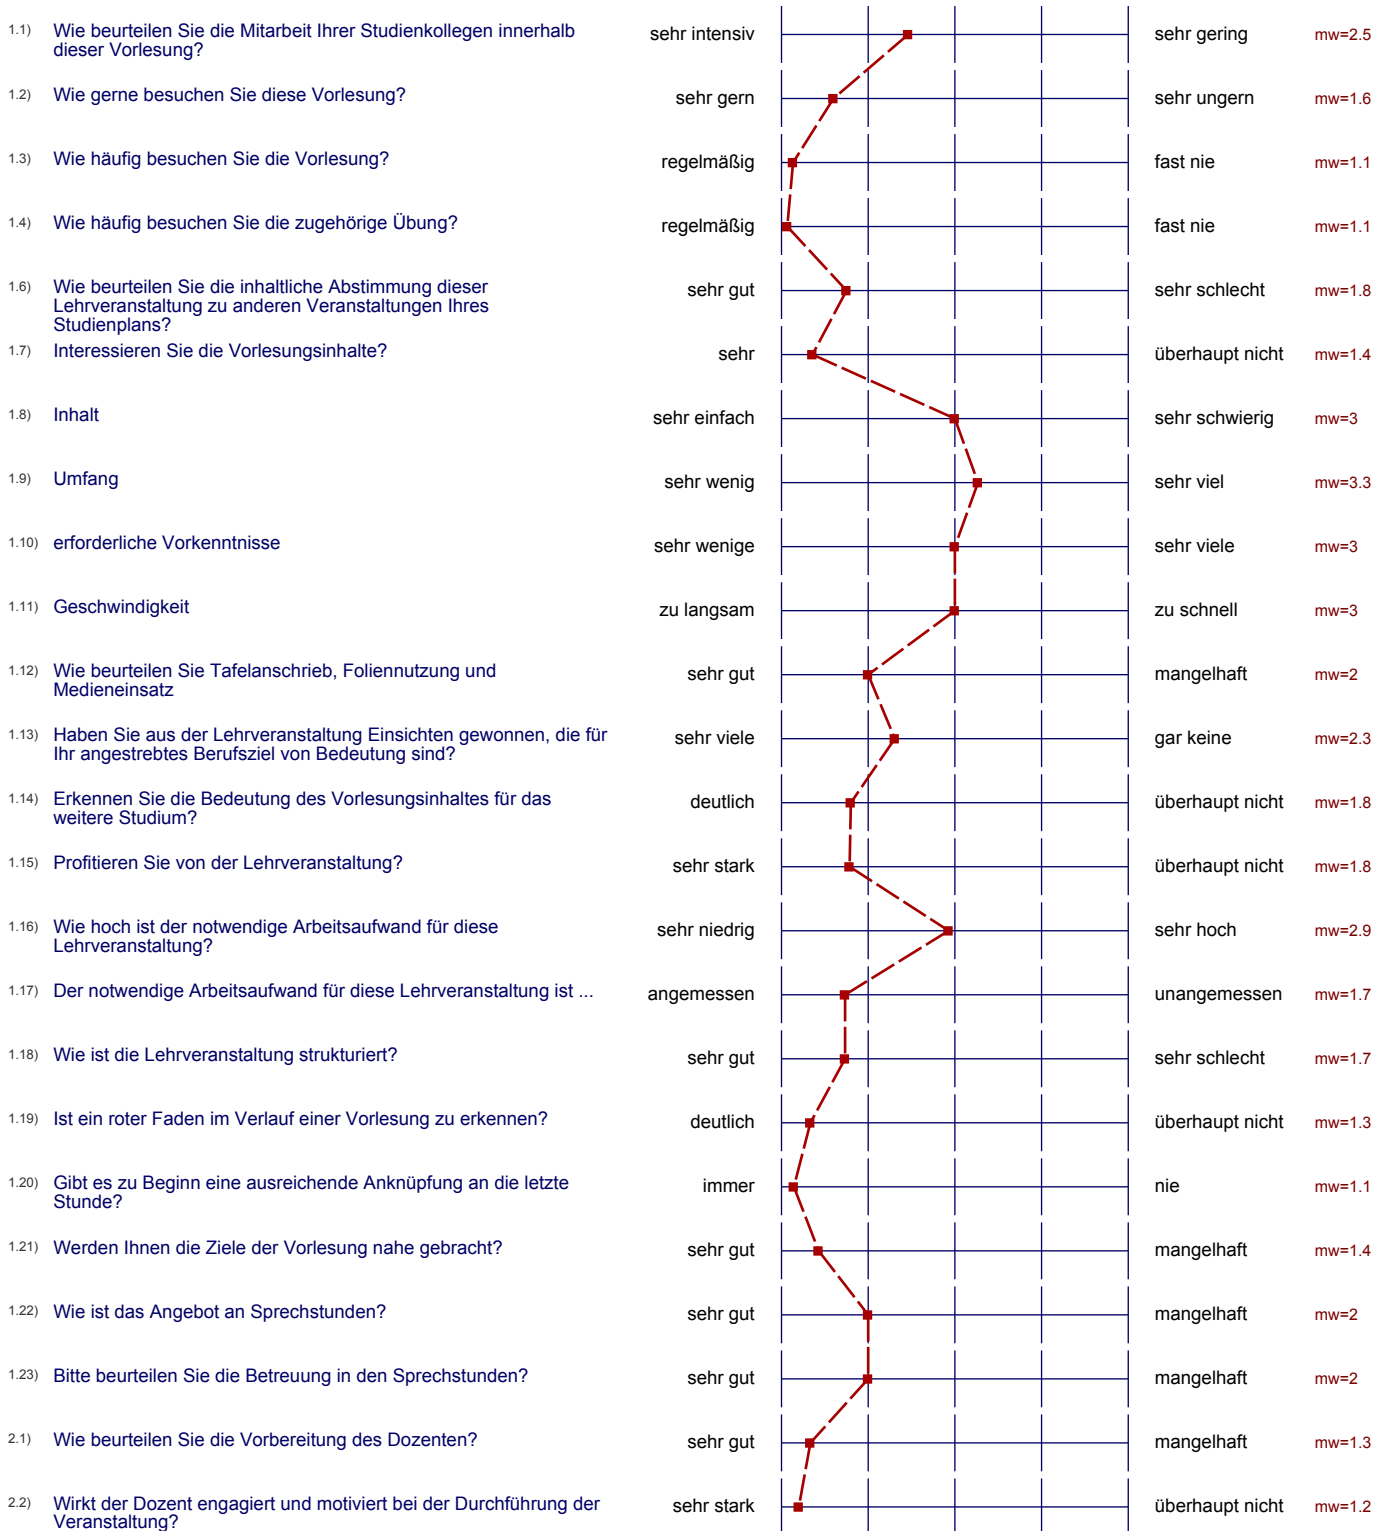 1.1) Wie beurteilen Sie die Mitarbeit Ihrer Studienkollegen innerhalb sehr intensiv sehr gering mw=2.5
dieser Vorlesung?
1.2) Wie gerne besuchen Sie diese Vorlesung? sehr gern sehr ungern mw=1.6
1.3) Wie häufig besuchen Sie die Vorlesung? regelmäßig fast nie mw=1.1
1.4) Wie häufig besuchen Sie die zugehörige Übung? regelmäßig fast nie mw=1.1
1.6) Wie beurteilen Sie die inhaltliche Abstimmung dieser sehr gut sehr schlecht mw=1.8
Lehrveranstaltung zu anderen Veranstaltungen Ihres
Studienplans?
1.7) Interessieren Sie die Vorlesungsinhalte? sehr überhaupt nicht mw=1.4
1.8) Inhalt sehr einfach sehr schwierig mw=3
1.9) Umfang sehr wenig sehr viel mw=3.3
1.10) erforderliche Vorkenntnisse sehr wenige sehr viele mw=3
1.11) Geschwindigkeit zu langsam zu schnell mw=3
1.12) Wie beurteilen Sie Tafelanschrieb, Foliennutzung und sehr gut mangelhaft mw=2
Medieneinsatz
1.13) Haben Sie aus der Lehrveranstaltung Einsichten gewonnen, die für sehr viele gar keine mw=2.3
Ihr angestrebtes Berufsziel von Bedeutung sind?
1.14) Erkennen Sie die Bedeutung des Vorlesungsinhaltes für das deutlich überhaupt nicht mw=1.8
weitere Studium?
1.15) Profitieren Sie von der Lehrveranstaltung? sehr stark überhaupt nicht mw=1.8
1.16) Wie hoch ist der notwendige Arbeitsaufwand für diese sehr niedrig sehr hoch mw=2.9
Lehrveranstaltung?
1.17) Der notwendige Arbeitsaufwand für diese Lehrveranstaltung ist ... angemessen unangemessen mw=1.7
1.18) Wie ist die Lehrveranstaltung strukturiert? sehr gut sehr schlecht mw=1.7
1.19) Ist ein roter Faden im Verlauf einer Vorlesung zu erkennen? deutlich überhaupt nicht mw=1.3
1.20) Gibt es zu Beginn eine ausreichende Anknüpfung an die letzte immer nie mw=1.1
Stunde?
1.21) Werden Ihnen die Ziele der Vorlesung nahe gebracht? sehr gut mangelhaft mw=1.4
1.22) Wie ist das Angebot an Sprechstunden? sehr gut mangelhaft mw=2
1.23) Bitte beurteilen Sie die Betreuung in den Sprechstunden? sehr gut mangelhaft mw=2
2.1) Wie beurteilen Sie die Vorbereitung des Dozenten? sehr gut mangelhaft mw=1.3
2.2) Wirkt der Dozent engagiert und motiviert bei der Durchführung der sehr stark überhaupt nicht mw=1.2
Veranstaltung?